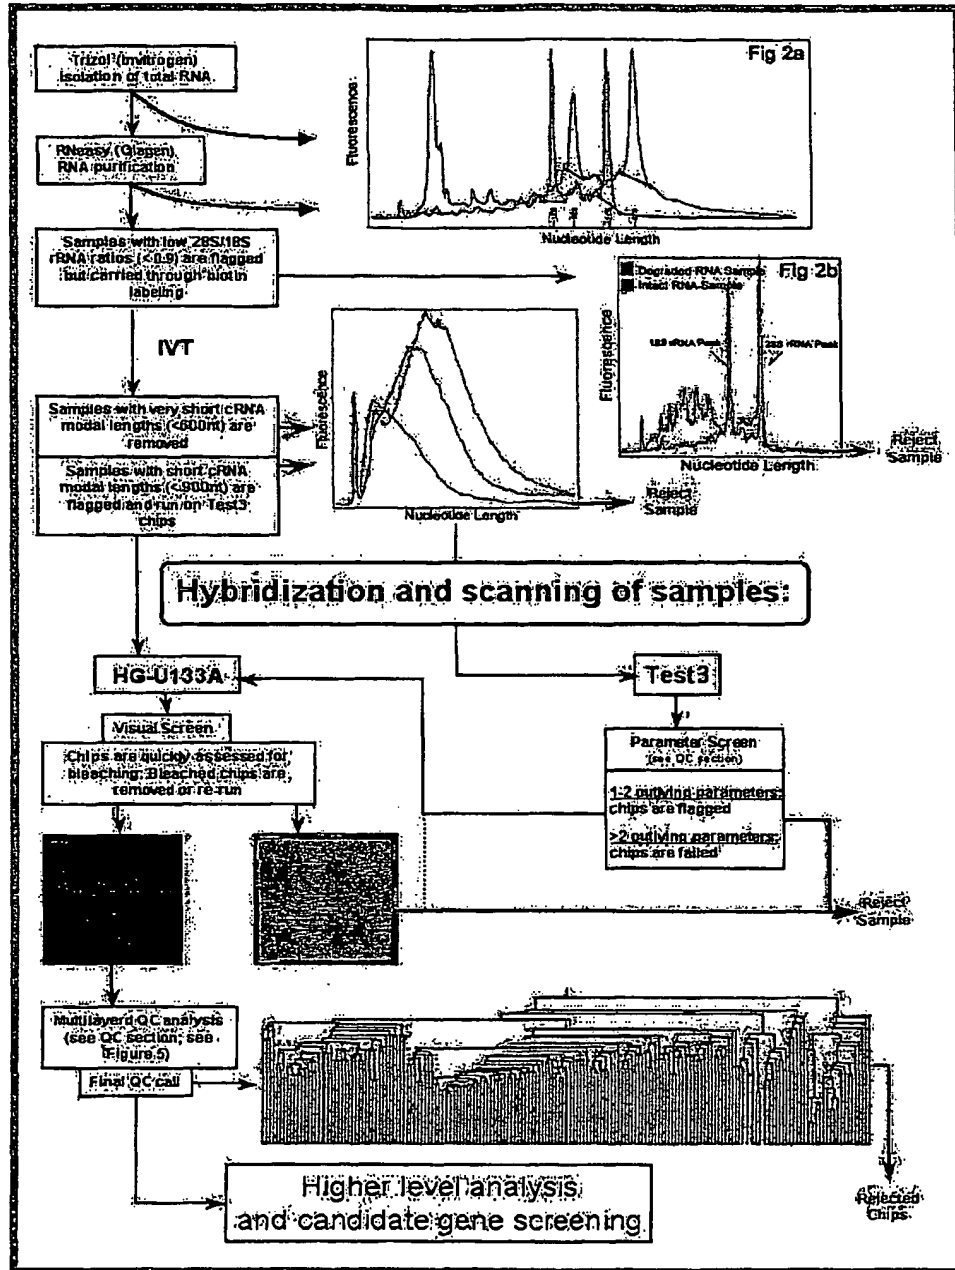 Trizol (Invitrogen)
isolation of total RNA
Fig 2a
Fluorescence
Nucleotide Length
RNeasy (Qiagen)
RNA purification
Samples with low 28S/18S
rRNA ratios (<0.9) are flagged
but carried through biotin
labeling
Fig 2b
Degraded RNA Sample
Intact RNA Sample
18S rRNA Peak
28S rRNA Peak
Fluorescence
Nucleotide Length
Reject
Sample
IVT
Samples with very short cRNA
modal lengths (<600nt) are
removed
Samples with short cRNA
modal lengths (<900nt) are
flagged and run on Test3
chips
Fluorescence
Nucleotide Length
Reject
Sample
Hybridization and scanning of samples:
HG-U133A
Test3
Visual Screen
Chips are quickly assessed for
bleaching; Bleached chips are
removed or re-run
Parameter Screen
(see QC section)
1-2 outlying parameters:
chips are flagged
>2 outlying parameters:
chips are failed
Reject
Sample
Multilayerd QC analysis
(see QC section; see
Figure 5)
Final QC call
Rejected
Chips
Higher level analysis
and candidate gene screening